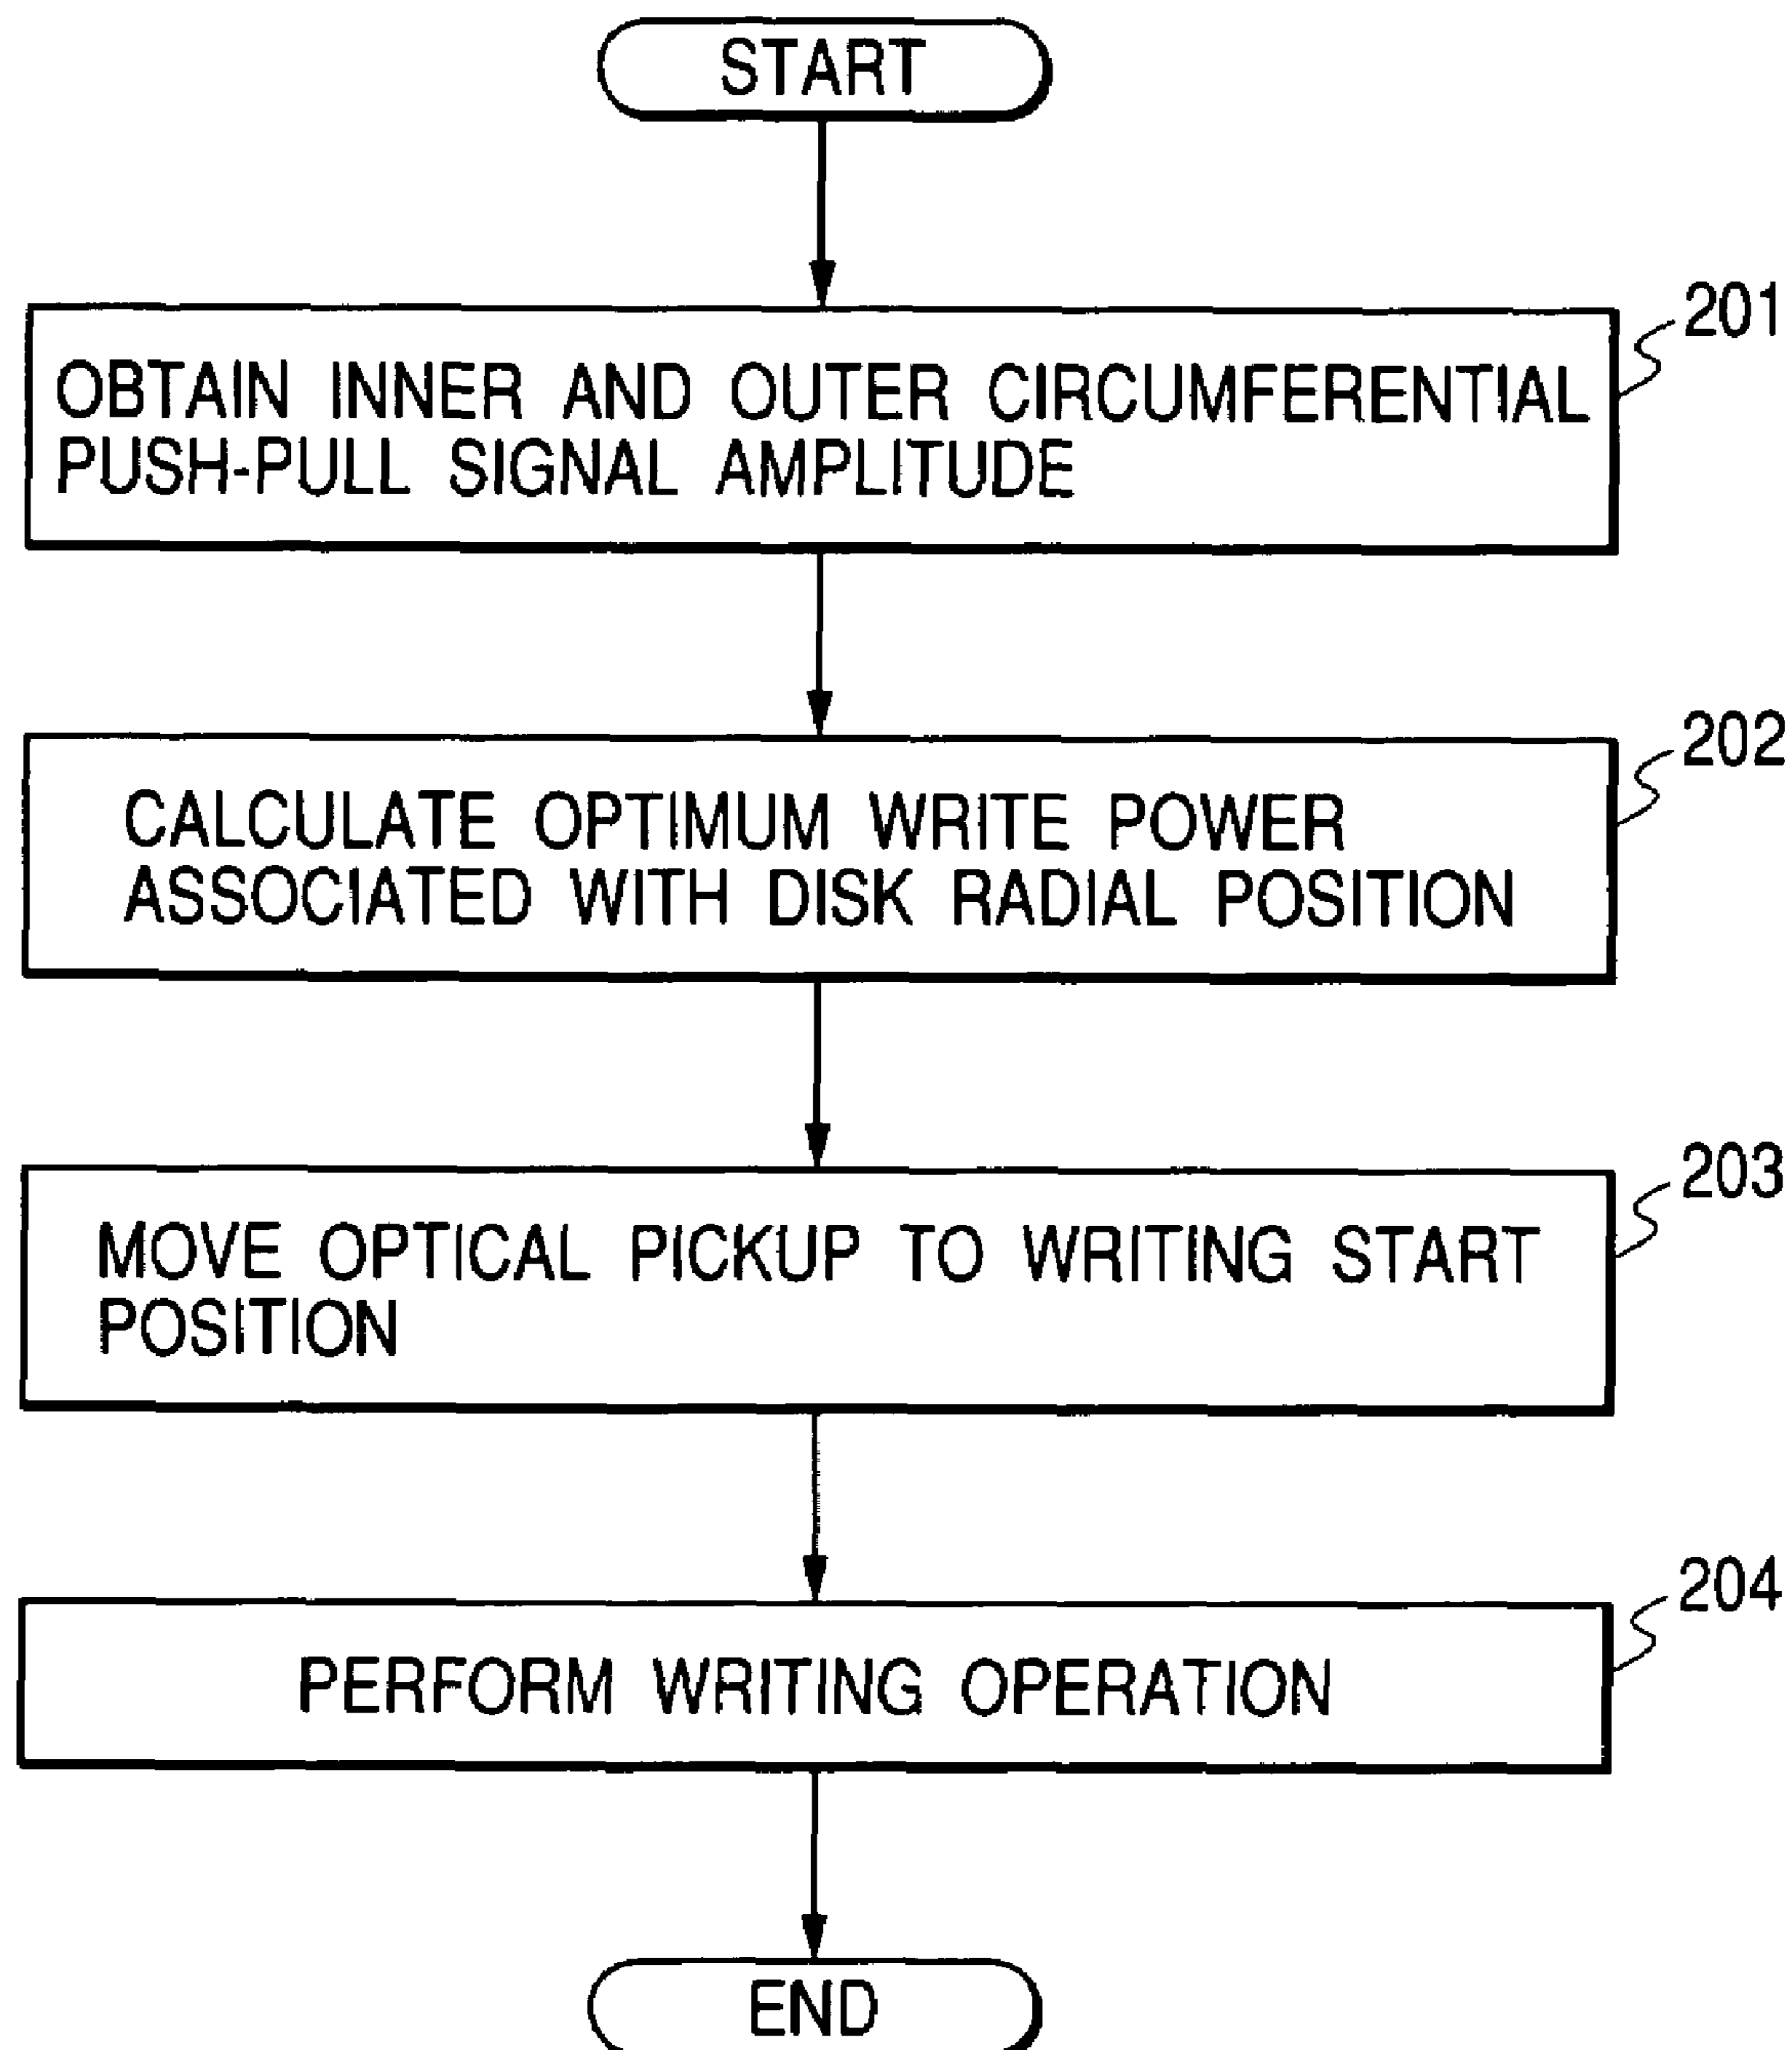 START
201
OBTAIN INNER AND OUTER CIRCUMFERENTIAL
PUSH-PULL SIGNAL AMPLITUDE
202
CALCULATE OPTIMUM WRITE POWER
ASSOCIATED WITH DISK RADIAL POSITION
203
MOVE OPTICAL PICKUP TO WRITING START
POSITION
204
PERFORM WRITING OPERATION
END